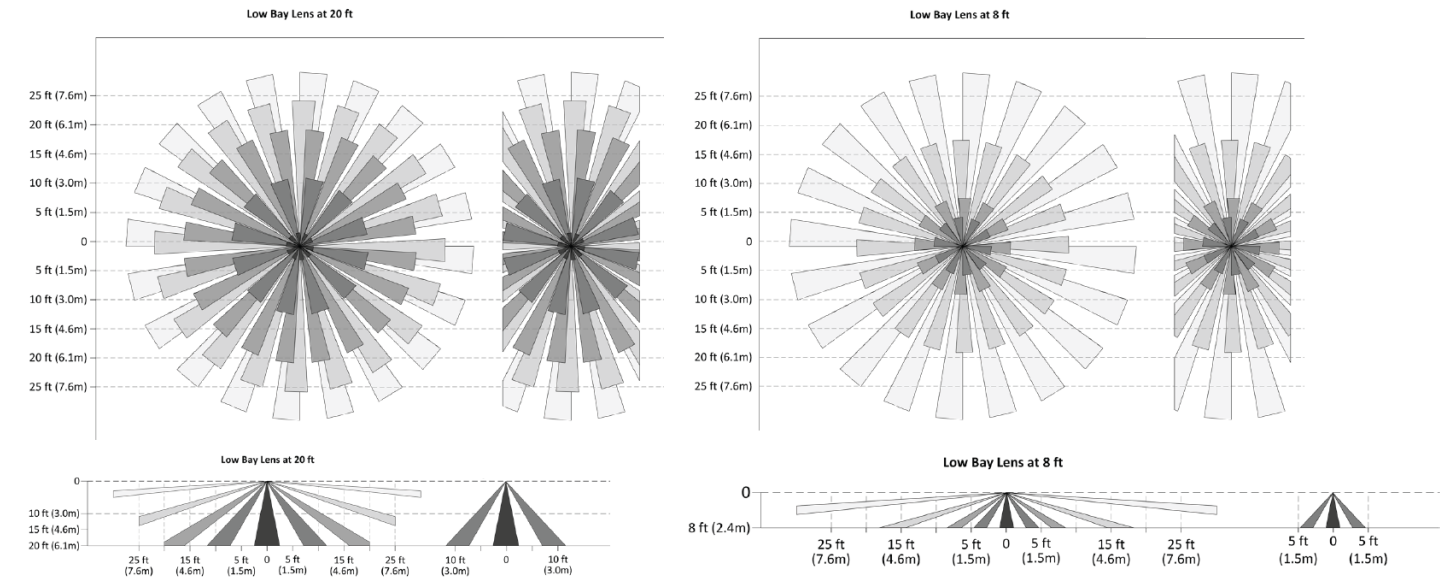 Low Bay Lens at 20 ft
25 ft (7.6m)
20 ft (6.1m)
15 ft (4.6m)
10 ft (3.0m)
5 ft (1.5m)
0
5 ft (1.5m)
10 ft (3.0m)
15 ft (4.6m)
20 ft (6.1m)
25 ft (7.6m)
Low Bay Lens at 8 ft
25 ft (7.6m)
20 ft (6.1m)
15 ft (4.6m)
10 ft (3.0m)
5 ft (1.5m)
0
5 ft (1.5m)
10 ft (3.0m)
15 ft (4.6m)
20 ft (6.1m)
25 ft (7.6m)
Low Bay Lens at 20 ft
0
10 ft (3.0m)
15 ft (4.6m)
20 ft (6.1m)
25 ft 15 ft 5 ft 0 5 ft 15 ft 25 ft 10 ft 0 10 ft
(7.6m) (4.6m) (1.5m) (1.5m) (4.6m) (7.6m) (3.0m) (3.0m)
Low Bay Lens at 8 ft
0
8 ft (2.4m)
25 ft 15 ft 5 ft 0 5 ft 15 ft 25 ft 5 ft 0 5 ft
(7.6m) (4.6m) (1.5m) (1.5m) (4.6m) (7.6m) (1.5m) (1.5m)